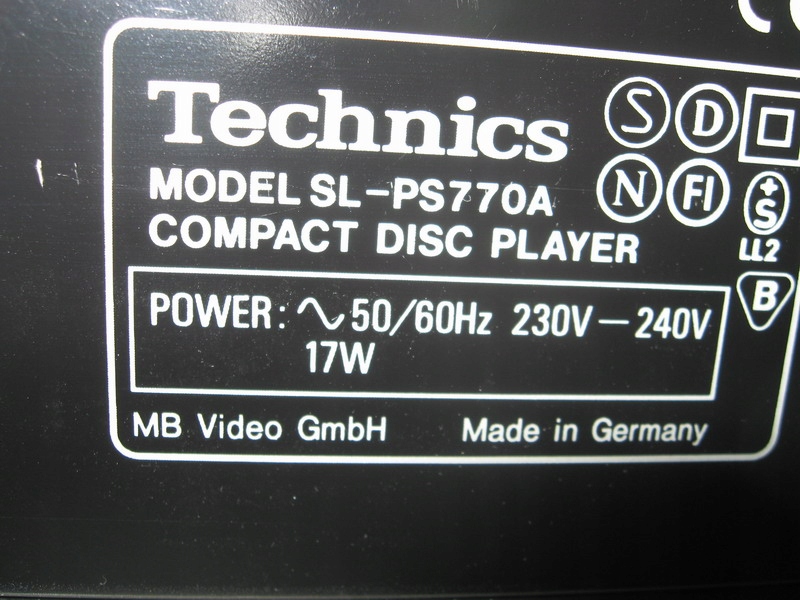 Technics
MODEL SL-PS770A
COMPACT DISC PLAYER
S D
N FI
+S
LL2
B
POWER: ∿ 50/60Hz 230V — 240V
17W
MB Video GmbH Made in Germany